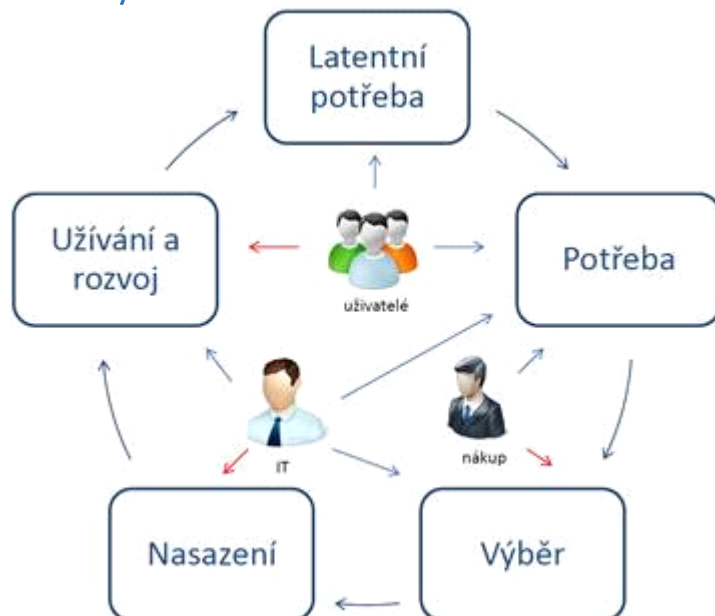 Latentní
potřeba
Užívání a
rozvoj
Potřeba
uživatelé
IT
nákup
Nasazení
Výběr